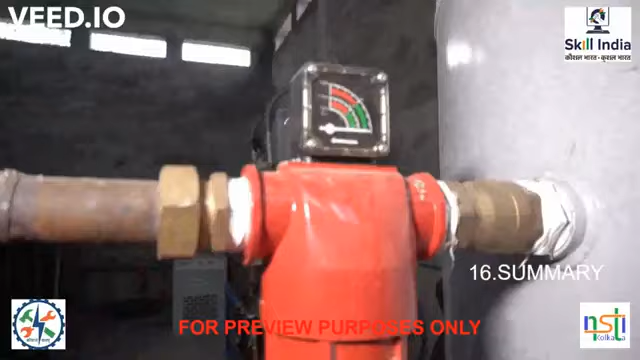 VEED.IO
Skill India
कौशल भारत - कुशल भारत
16.SUMMARY
FOR PREVIEW PURPOSES ONLY
nsti
Kolkata